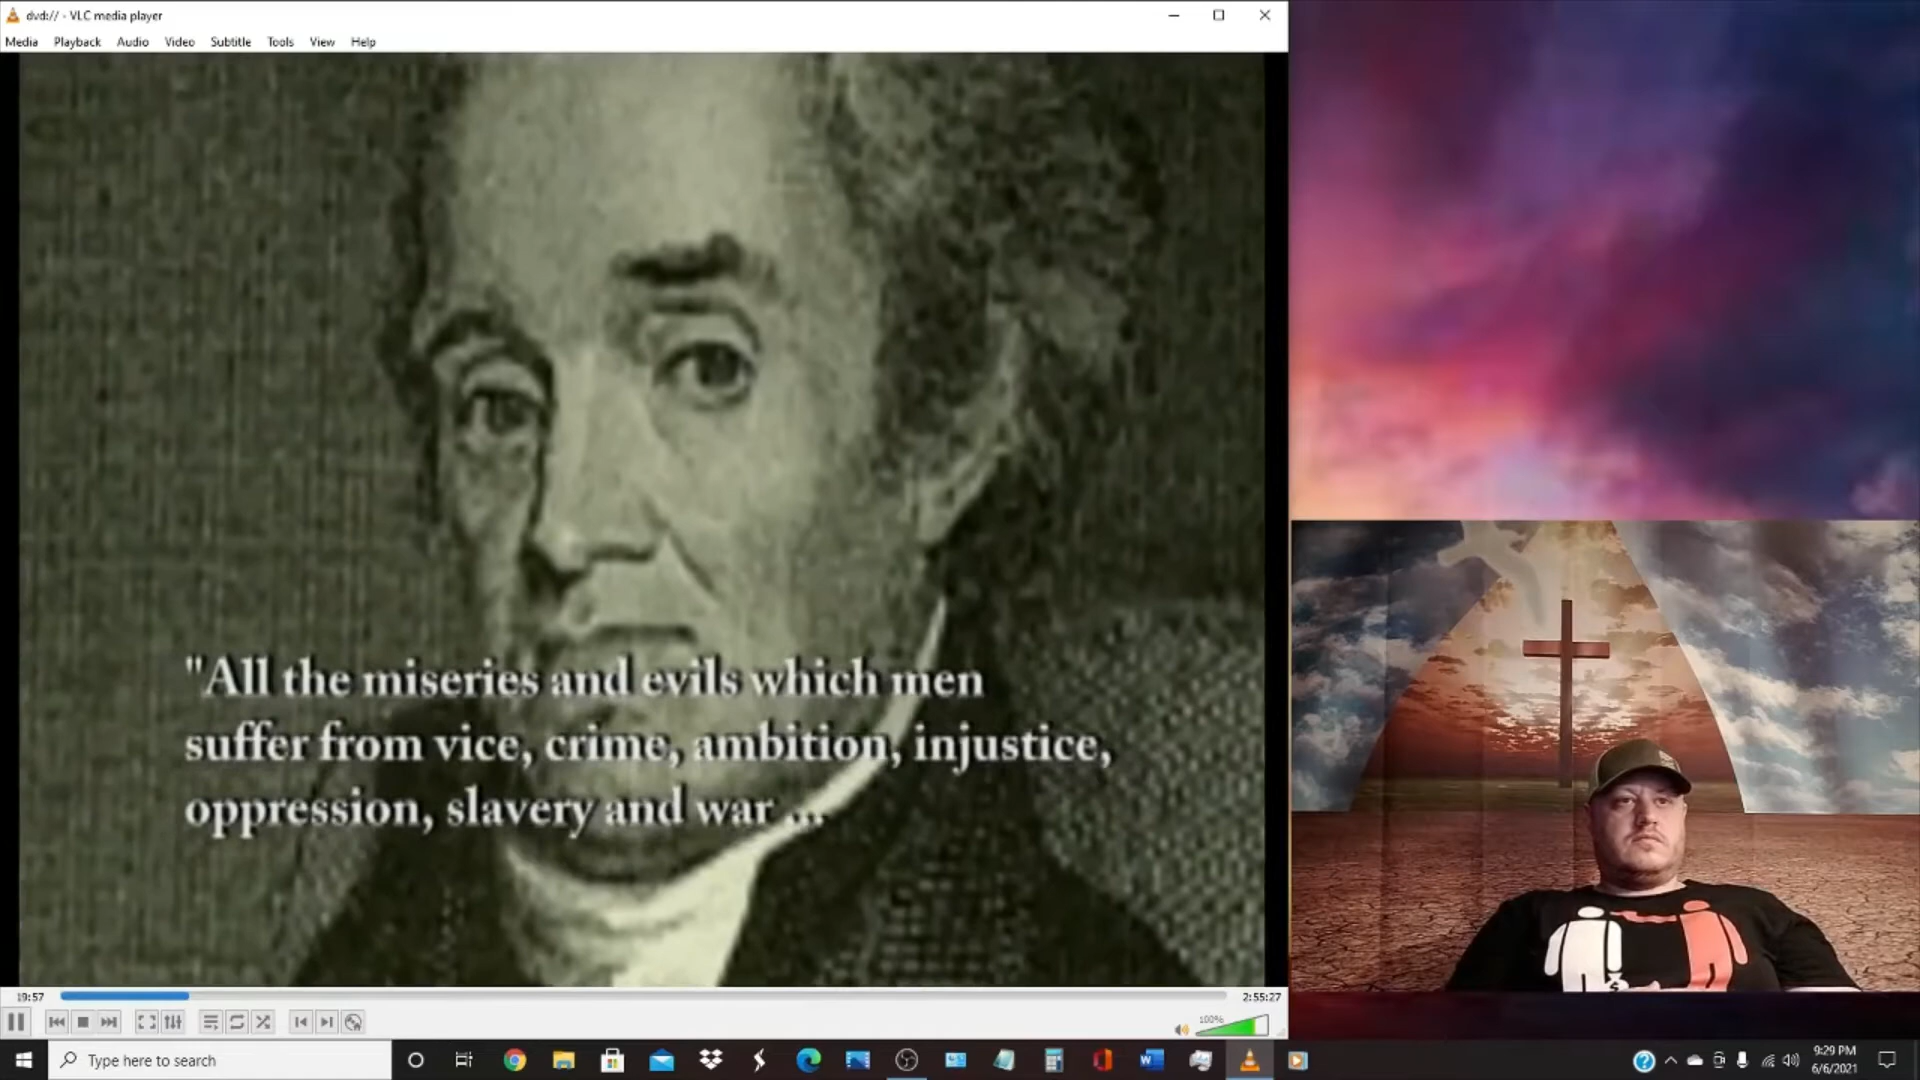 dvd:// - VLC media player
Media Playback Audio Video Subtitle Tools View Help
"All the miseries and evils which men
suffer from vice, crime, ambition, injustice,
oppression, slavery and war ...
19:57
2:55:27
100%
Type here to search
9:29 PM
6/6/2021